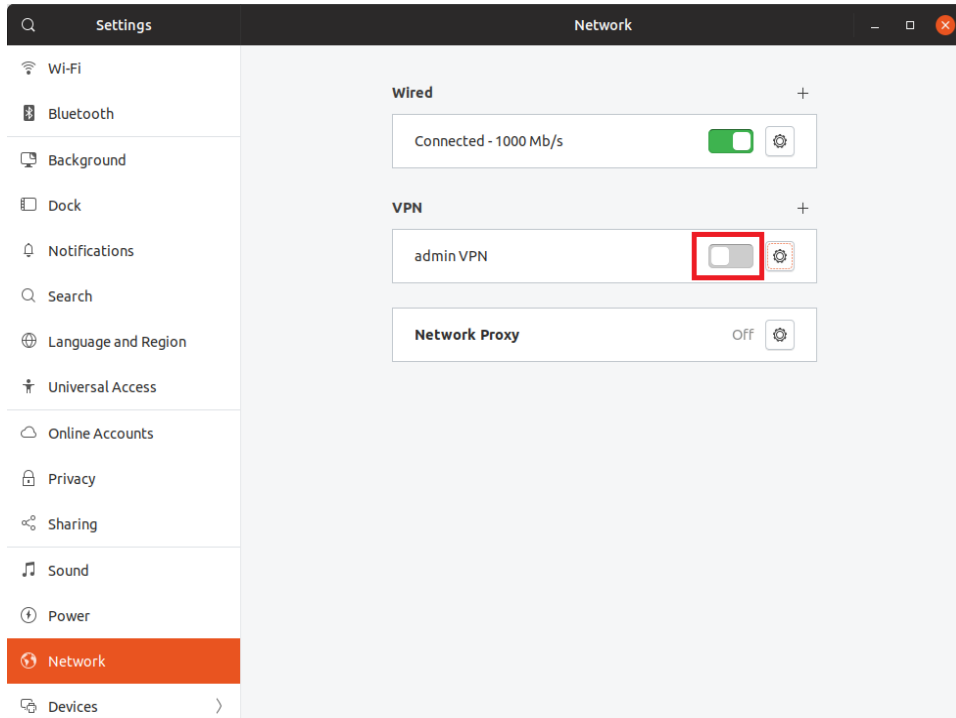 Settings
Network
Wi-Fi
Bluetooth
Background
Dock
Notifications
Search
Language and Region
Universal Access
Online Accounts
Privacy
Sharing
Sound
Power
Network
Devices
Wired
Connected - 1000 Mb/s
VPN
admin VPN
Network Proxy Off